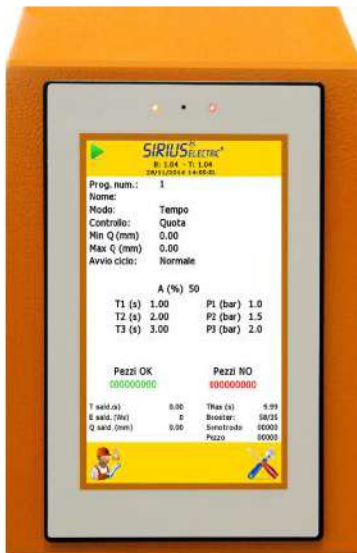 SIRIUS ELECTRIC
B: 1.04 - T: 1.04
Prog. num.: 1
Nome:
Modo: Tempo
Controllo: Quota
Min Q (mm) 0.00
Max Q (mm) 0.00
Avvio ciclo: Normale
A (%) 50
T1 (s) 1.00 P1 (bar) 1.0
T2 (s) 2.00 P2 (bar) 1.5
T3 (s) 3.00 P3 (bar) 2.0
Pezzi OK Pezzi NO
000000000 000000000
T sald.(s) 0.00 TMax (s) 9.99
E sald. (Ws) 0 Booster: 58/35
Q sald. (mm) 0.00 Sonotrodo 00000
Pezzo 00000